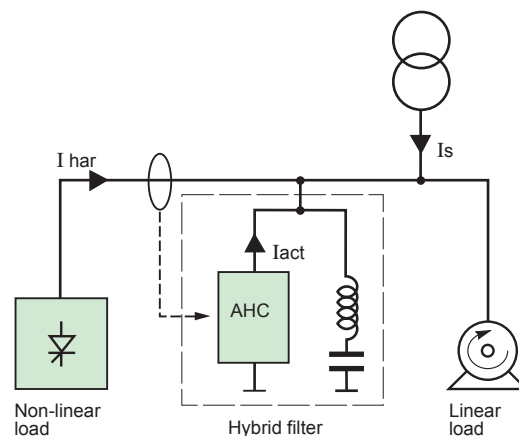 Is
I har
Iact
AHC
Non-linear
load
Hybrid filter
Linear
load